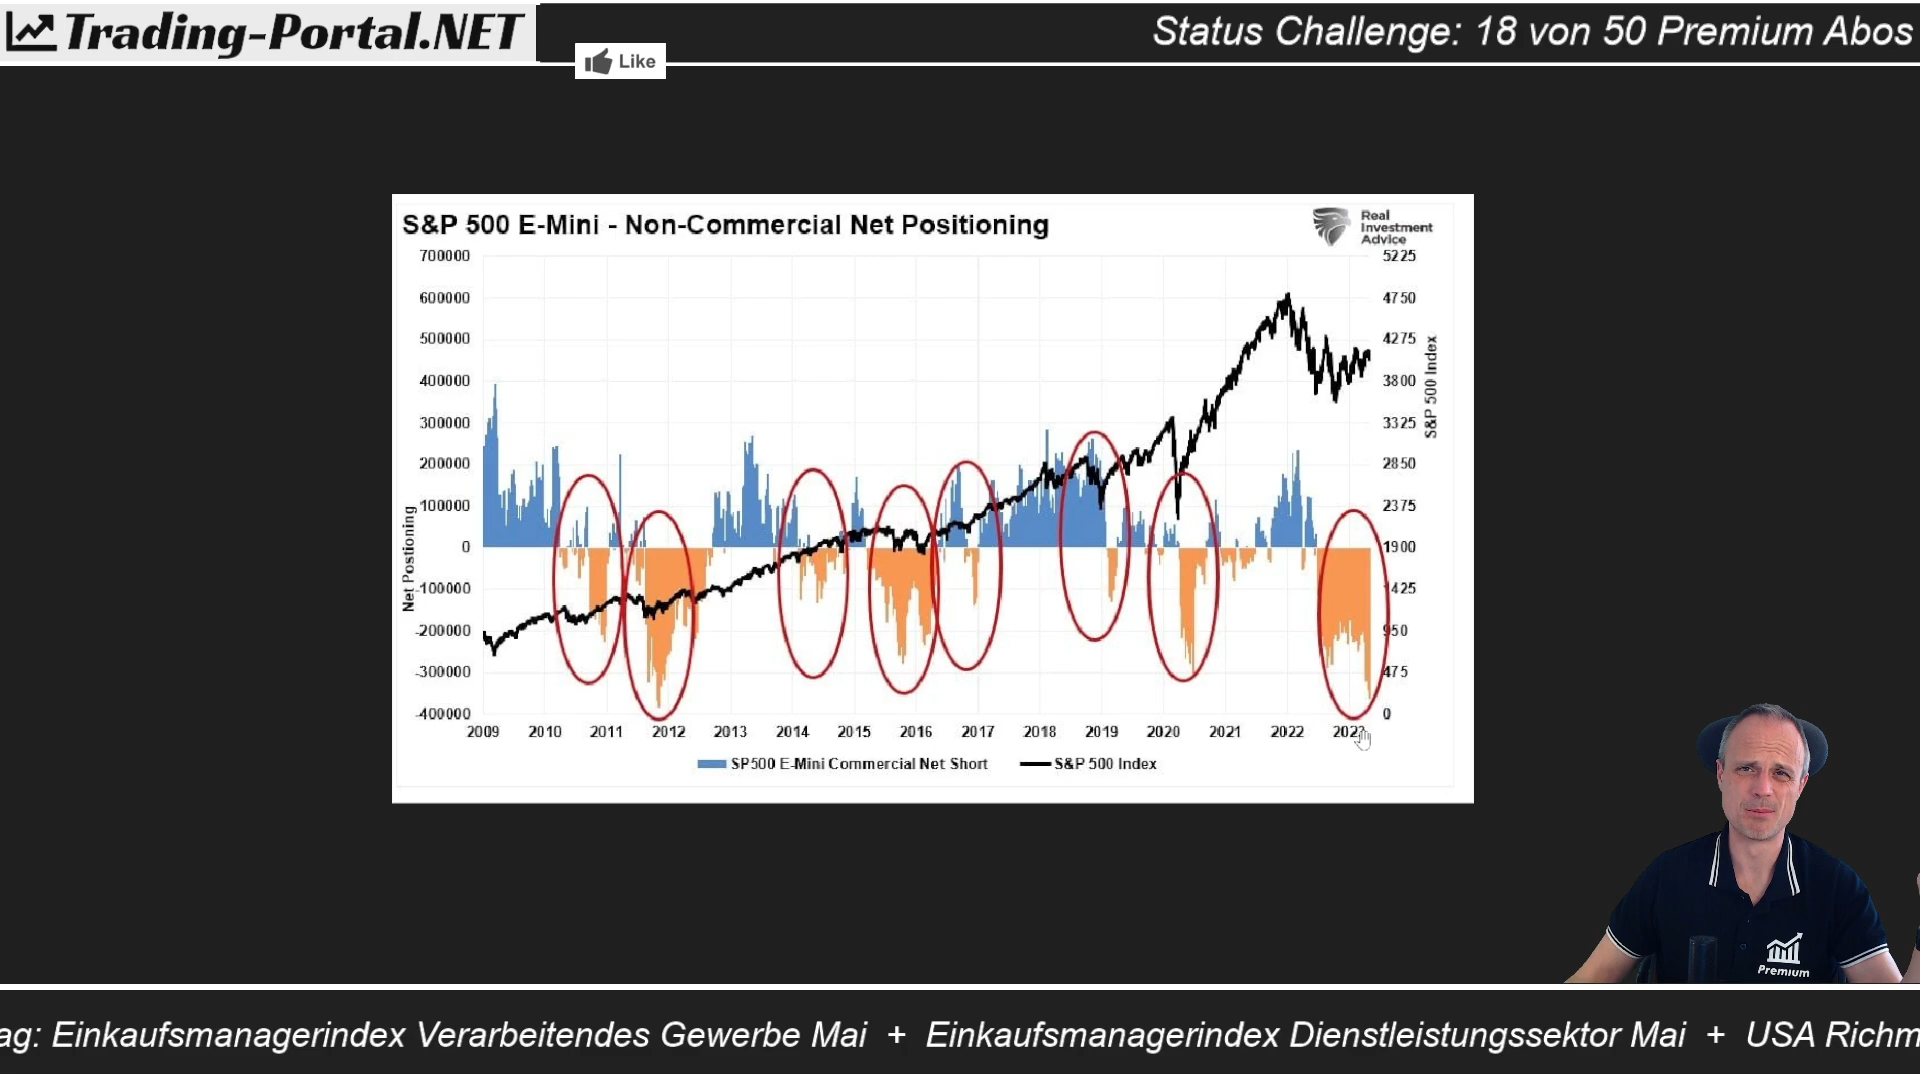 Trading-Portal.NET
Status Challenge: 18 von 50 Premium Abos
Like
S&P 500 E-Mini - Non-Commercial Net Positioning
Real
Investment
Advice
700000
600000
500000
400000
300000
200000
100000
0
-100000
-200000
-300000
-400000
Net Postioning
5225
4750
4275
3800
3325
2850
2375
1900
1425
950
475
0
S&P 500 Index
2009 2010 2011 2012 2013 2014 2015 2016 2017 2018 2019 2020 2021 2022 2023
SP500 E-Mini Commercial Net Short
S&P 500 Index
Premium
ag: Einkaufsmanagerindex Verarbeitendes Gewerbe Mai + Einkaufsmanagerindex Dienstleistungssektor Mai + USA Richm